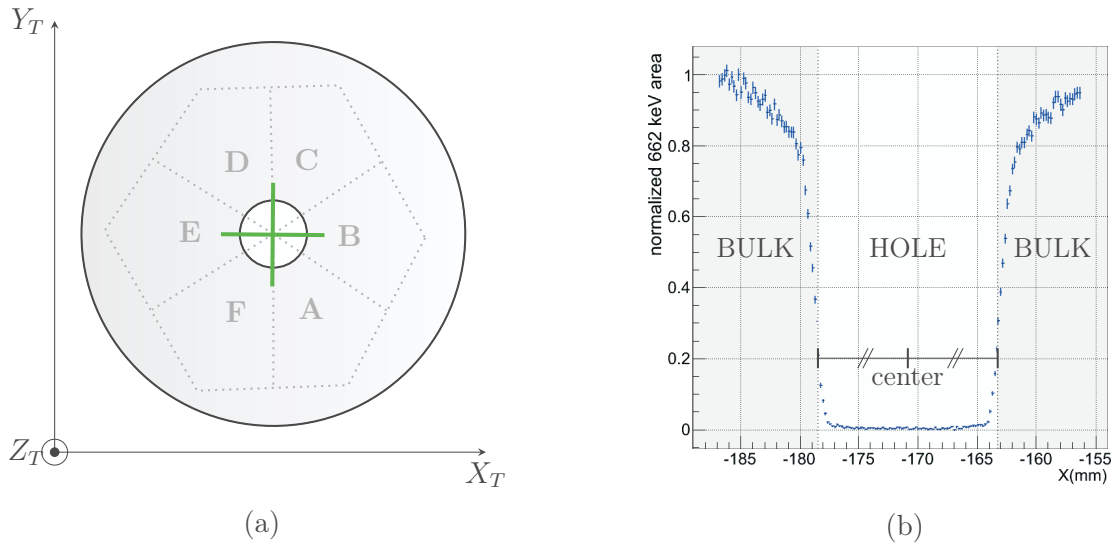 Y_T
D C
E B
F A
Z_T
X_T
(a)
normalized 662 keV area
1
0.8
0.6
0.4
0.2
0
BULK HOLE BULK
center
-185 -180 -175 -170 -165 -160 -155
X(mm)
(b)